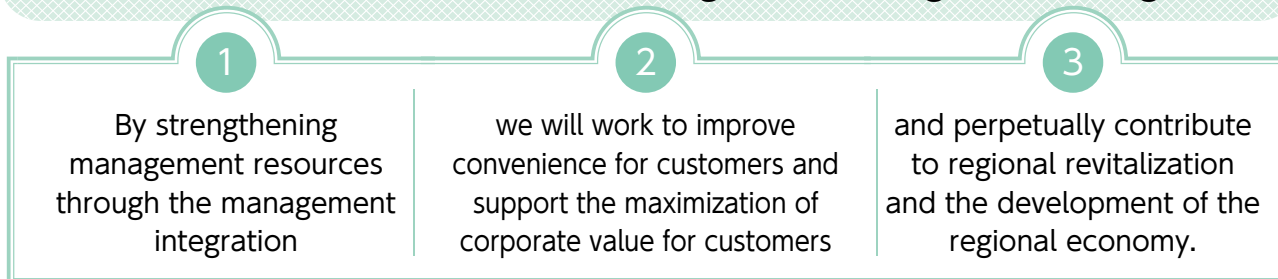 1
By strengthening
management resources
through the management
integration
2
we will work to improve
convenience for customers and
support the maximization of
corporate value for customers
3
and perpetually contribute
to regional revitalization
and the development of the
regional economy.